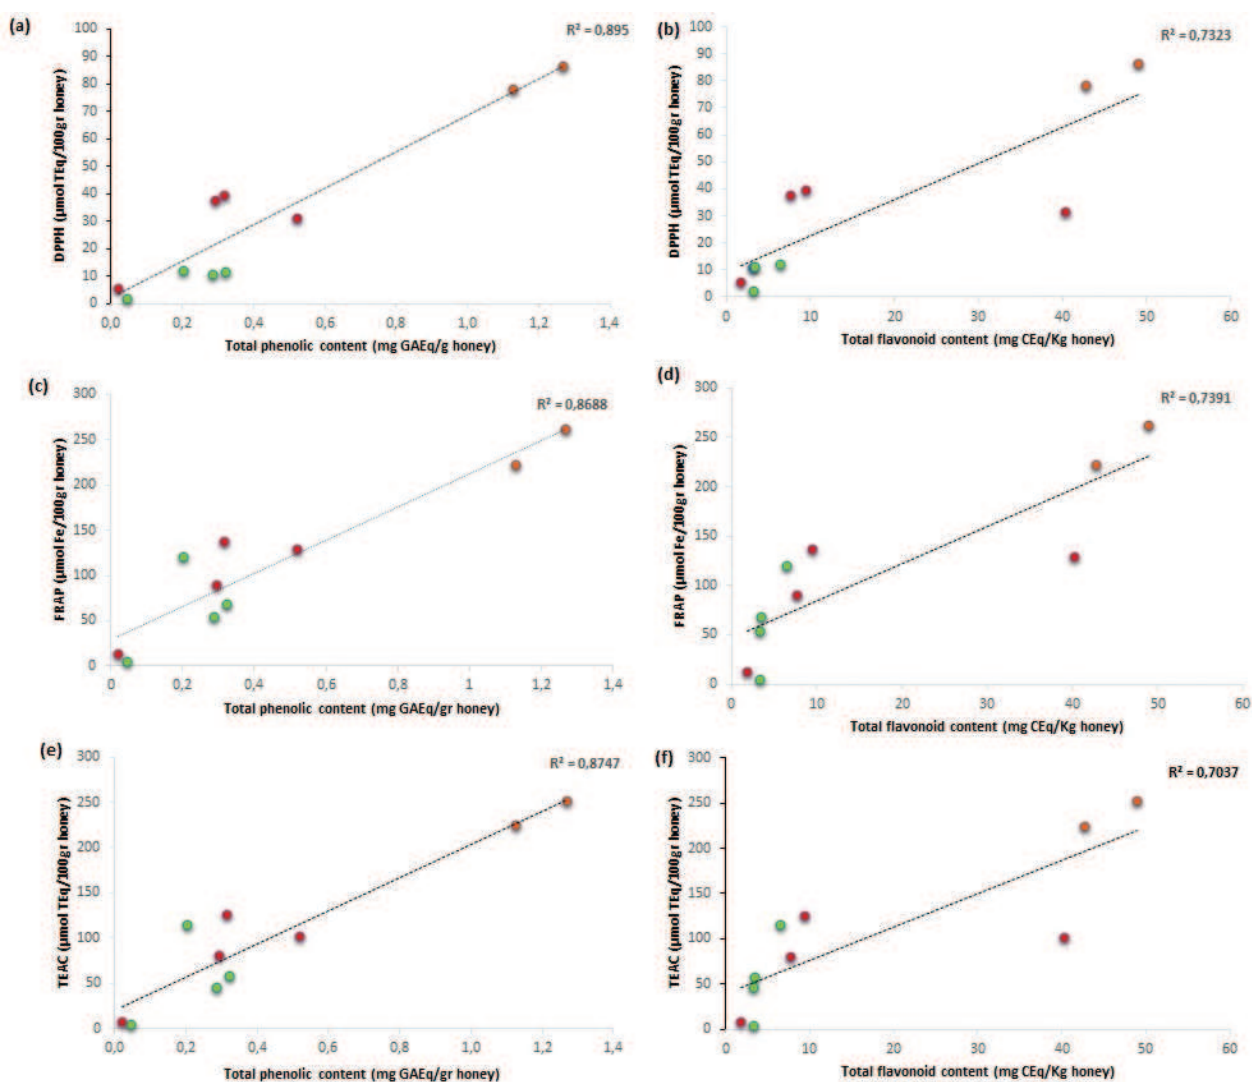 (a)
R² = 0,895
DPPH (µmol TEq/100gr honey)
100
90
80
70
60
50
40
30
20
10
0
0,0 0,2 0,4 0,6 0,8 1,0 1,2 1,4
Total phenolic content (mg GAEq/g honey)
(b)
R² = 0,7323
DPPH (µmol TEq/100gr honey)
100
90
80
70
60
50
40
30
20
10
0
0 10 20 30 40 50 60
Total flavonoid content (mg CEq/Kg honey)
(c)
R² = 0,8688
FRAP (µmol Fe/100gr honey)
300
250
200
150
100
50
0
0 0,2 0,4 0,6 0,8 1 1,2 1,4
Total phenolic content (mg GAEq/gr honey)
(d)
R² = 0,7391
FRAP (µmol Fe/100gr honey)
300
250
200
150
100
50
0
0 10 20 30 40 50 60
Total flavonoid content (mg CEq/Kg honey)
(e)
R² = 0,8747
TEAC (µmol TEq/100gr honey)
300
250
200
150
100
50
0
0,0 0,2 0,4 0,6 0,8 1,0 1,2 1,4
Total phenolic content (mg GAEq/gr honey)
(f)
R² = 0,7037
TEAC (µmol TEq/100gr honey)
300
250
200
150
100
50
0
0 10 20 30 40 50 60
Total flavonoid content (mg CEq/Kg honey)